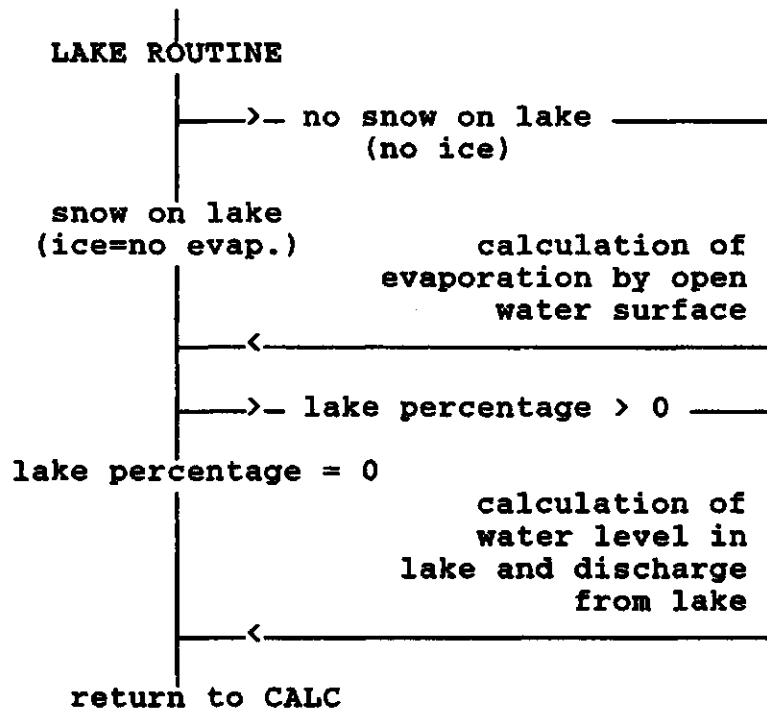 LAKE ROUTINE
no snow on lake
(no ice)
snow on lake
(ice=no evap.)
calculation of
evaporation by open
water surface
lake percentage > 0
lake percentage = 0
calculation of
water level in
lake and discharge
from lake
return to CALC